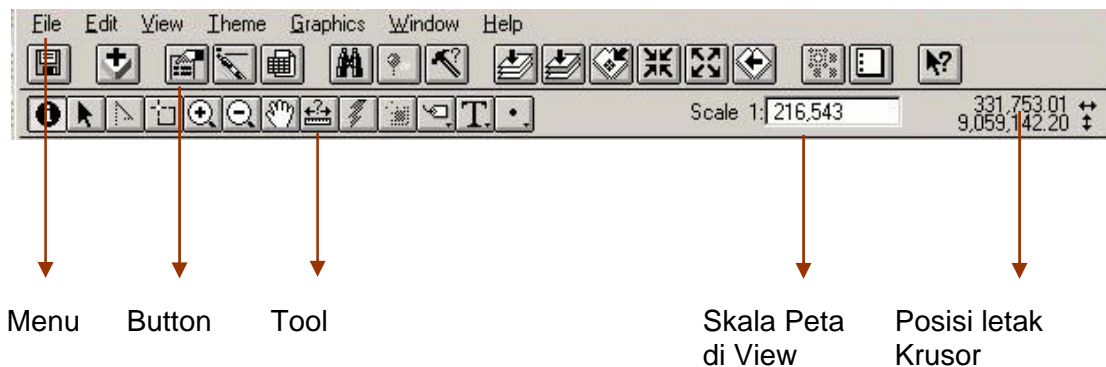 File Edit View Theme Graphics Window Help
Scale 1: 216,543
331,753.01
9,059,142.20
Menu Button Tool
Skala Peta
di View
Posisi letak
Krusor